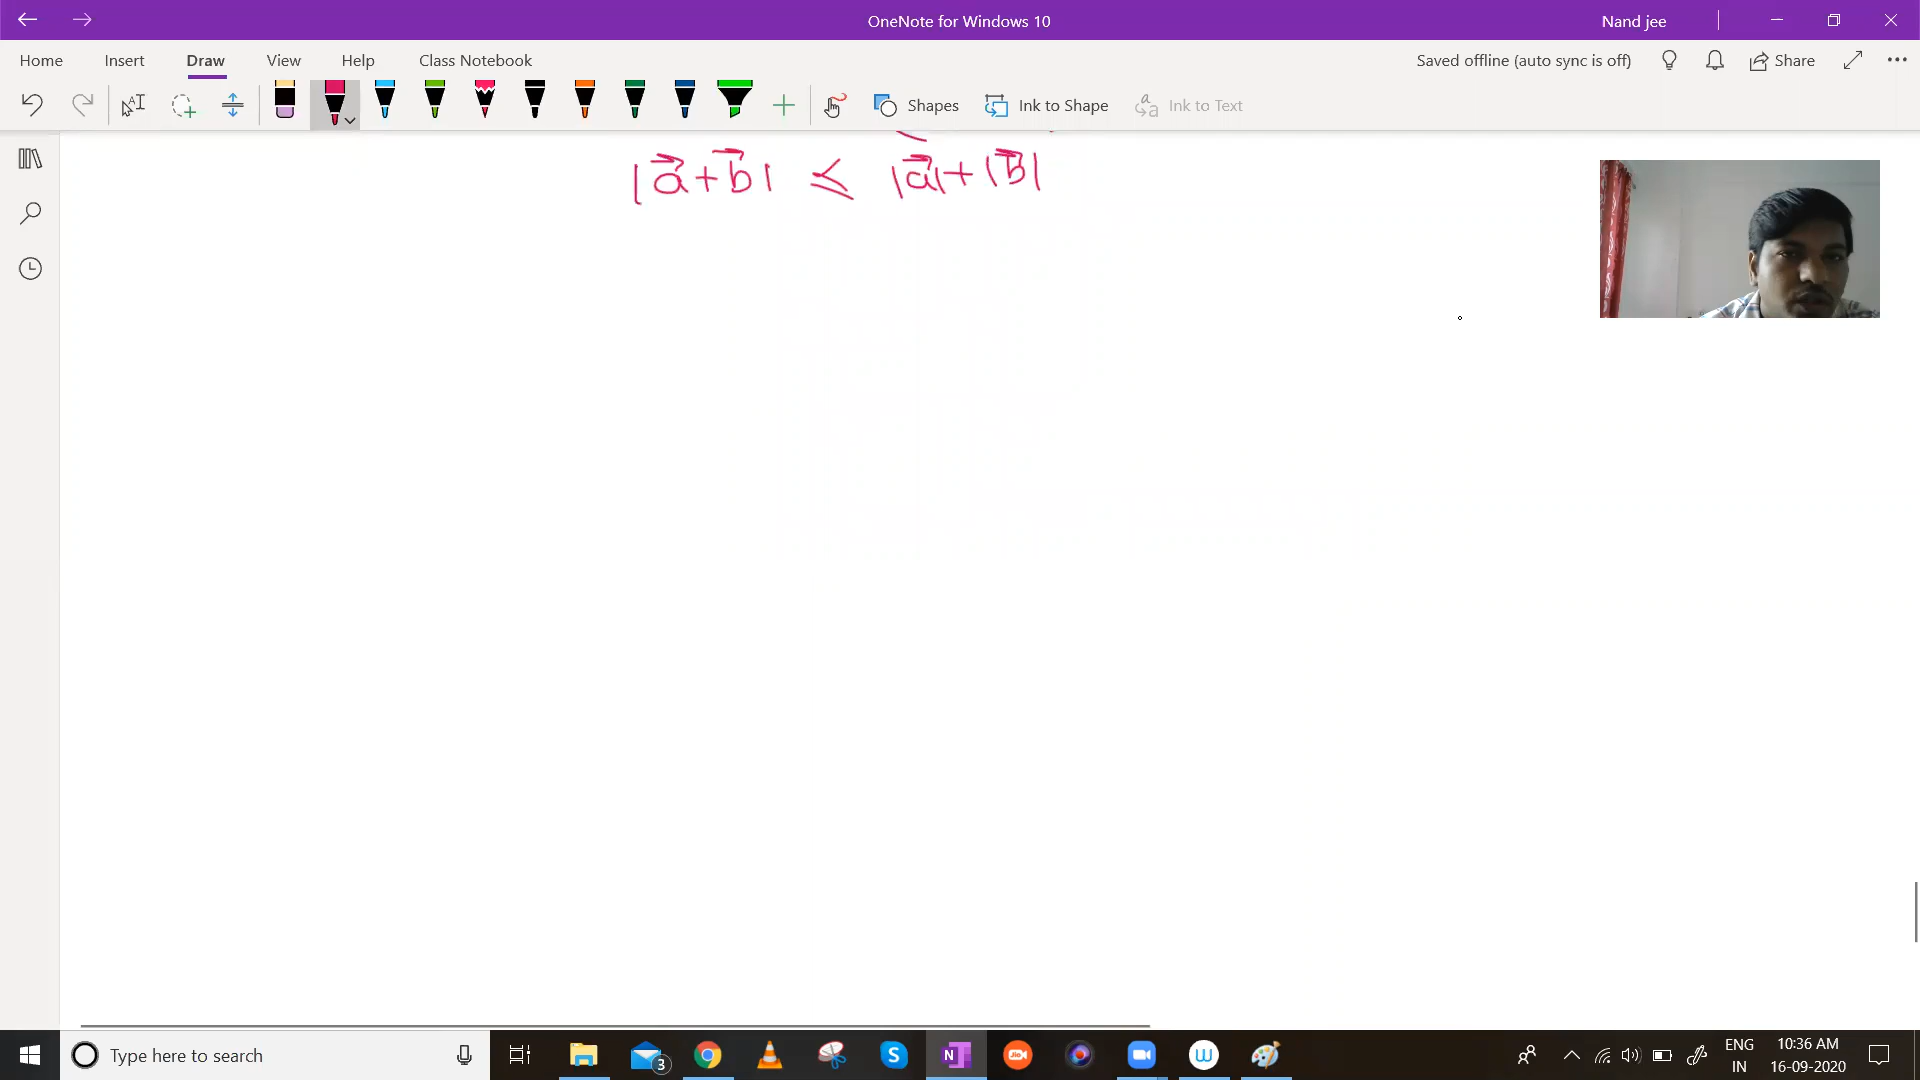 OneNote for Windows 10
Nand jee
Home Insert Draw View Help Class Notebook
Saved offline (auto sync is off) Share
Shapes Ink to Shape Ink to Text
|a⃗+b⃗| ≤ |a⃗|+|b⃗|
Type here to search
3
Jio
ENG
IN
10:36 AM
16-09-2020